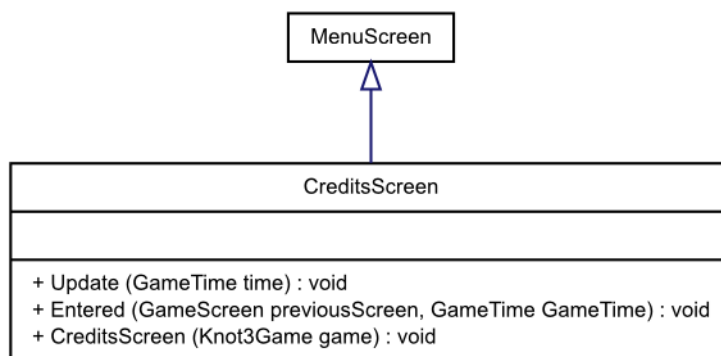 MenuScreen
CreditsScreen
+ Update (GameTime time) : void
+ Entered (GameScreen previousScreen, GameTime GameTime) : void
+ CreditsScreen (Knot3Game game) : void